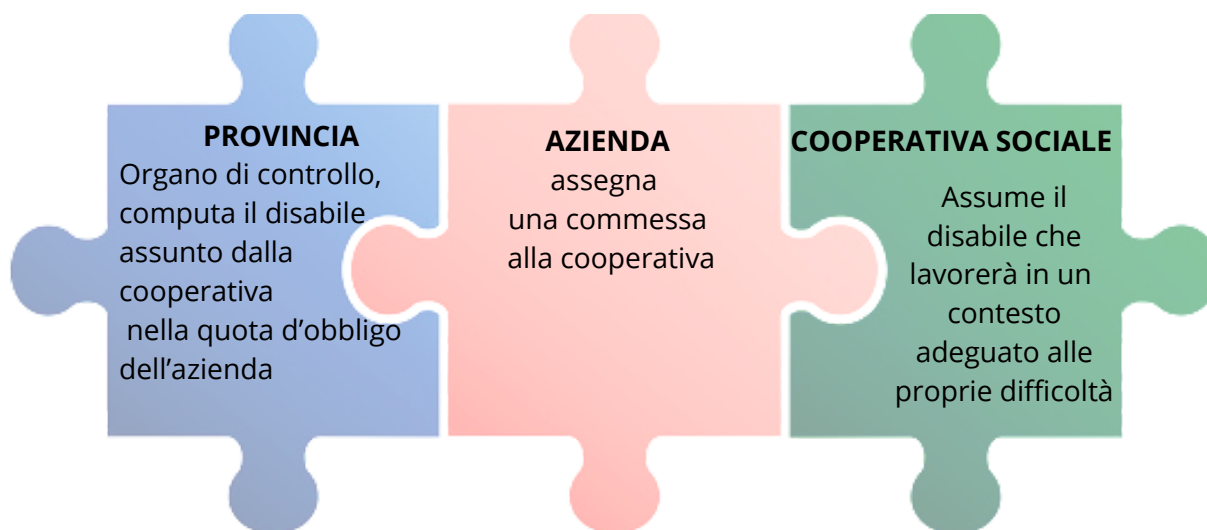 PROVINCIA
Organo di controllo,
computa il disabile
assunto dalla
cooperativa
nella quota d’obbligo
dell’azienda
AZIENDA
assegna
una commessa
alla cooperativa
COOPERATIVA SOCIALE
Assume il
disabile che
lavorerà in un
contesto
adeguato alle
proprie difficoltà